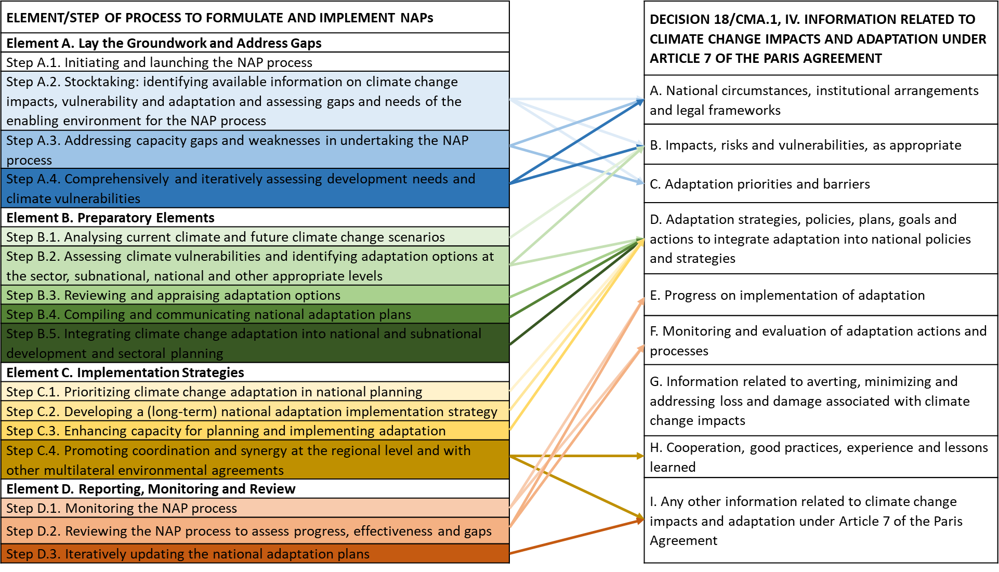 ELEMENT/STEP OF PROCESS TO FORMULATE AND IMPLEMENT NAPs
Element A. Lay the Groundwork and Address Gaps
Step A.1. Initiating and launching the NAP process
Step A.2. Stocktaking: identifying available information on climate change
impacts, vulnerability and adaptation and assessing gaps and needs of the
enabling environment for the NAP process
Step A.3. Addressing capacity gaps and weaknesses in undertaking the NAP
process
Step A.4. Comprehensively and iteratively assessing development needs and
climate vulnerabilities
Element B. Preparatory Elements
Step B.1. Analysing current climate and future climate change scenarios
Step B.2. Assessing climate vulnerabilities and identifying adaptation options at
the sector, subnational, national and other appropriate levels
Step B.3. Reviewing and appraising adaptation options
Step B.4. Compiling and communicating national adaptation plans
Step B.5. Integrating climate change adaptation into national and subnational
development and sectoral planning
Element C. Implementation Strategies
Step C.1. Prioritizing climate change adaptation in national planning
Step C.2. Developing a (long-term) national adaptation implementation strategy
Step C.3. Enhancing capacity for planning and implementing adaptation
Step C.4. Promoting coordination and synergy at the regional level and with
other multilateral environmental agreements
Element D. Reporting, Monitoring and Review
Step D.1. Monitoring the NAP process
Step D.2. Reviewing the NAP process to assess progress, effectiveness and gaps
Step D.3. Iteratively updating the national adaptation plans
DECISION 18/CMA.1, IV. INFORMATION RELATED TO
CLIMATE CHANGE IMPACTS AND ADAPTATION UNDER
ARTICLE 7 OF THE PARIS AGREEMENT
A. National circumstances, institutional arrangements
and legal frameworks
B. Impacts, risks and vulnerabilities, as appropriate
C. Adaptation priorities and barriers
D. Adaptation strategies, policies, plans, goals and
actions to integrate adaptation into national policies
and strategies
E. Progress on implementation of adaptation
F. Monitoring and evaluation of adaptation actions and
processes
G. Information related to averting, minimizing and
addressing loss and damage associated with climate
change impacts
H. Cooperation, good practices, experience and lessons
learned
I. Any other information related to climate change
impacts and adaptation under Article 7 of the Paris
Agreement